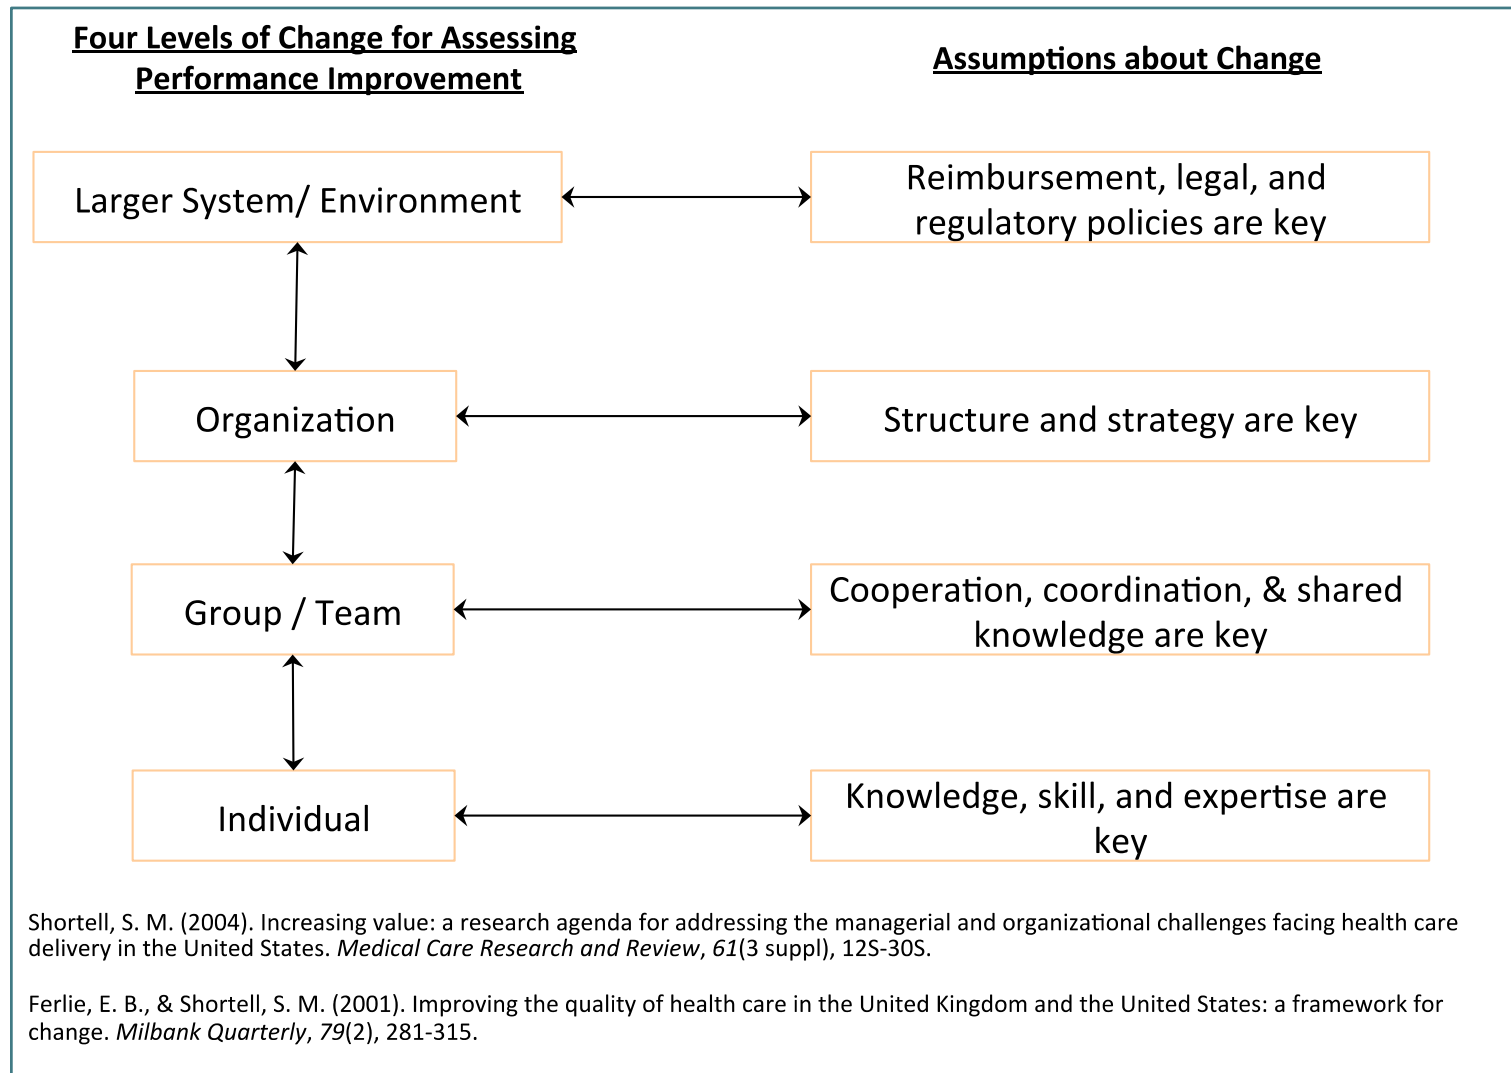 Four Levels of Change for Assessing
Performance Improvement
Assumptions about Change
Larger System/ Environment
Reimbursement, legal, and
regulatory policies are key
Organization
Structure and strategy are key
Group / Team
Cooperation, coordination, & shared
knowledge are key
Individual
Knowledge, skill, and expertise are
key
Shortell, S. M. (2004). Increasing value: a research agenda for addressing the managerial and organizational challenges facing health care
delivery in the United States. Medical Care Research and Review, 61(3 suppl), 12S-30S.
Ferlie, E. B., & Shortell, S. M. (2001). Improving the quality of health care in the United Kingdom and the United States: a framework for
change. Milbank Quarterly, 79(2), 281-315.